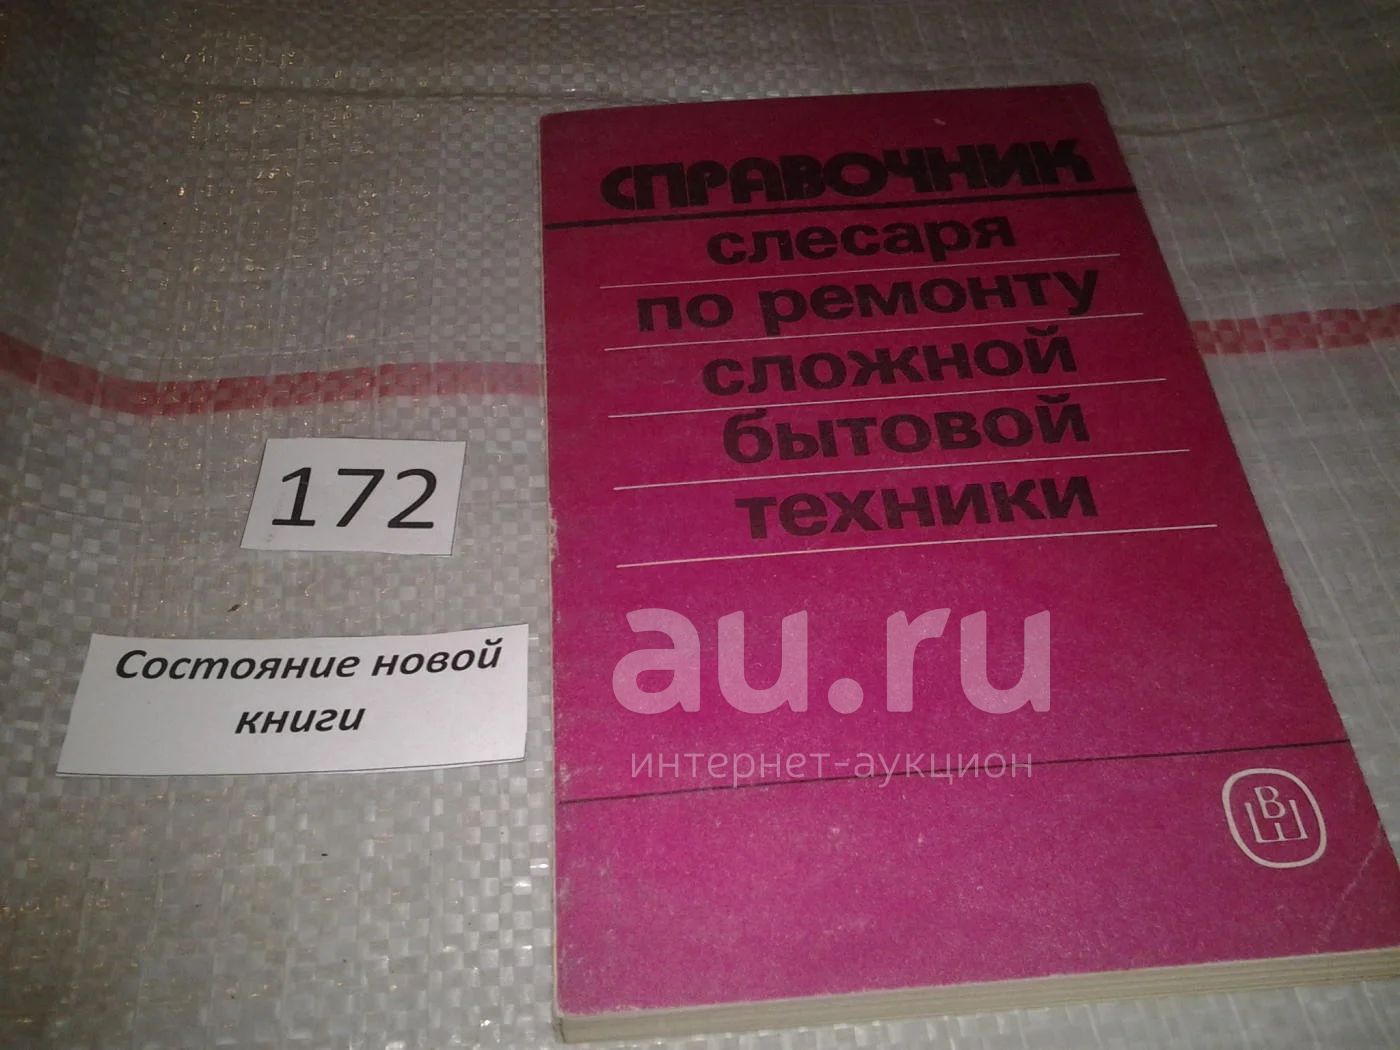 СПРАВОЧНИК
слесаря
по ремонту
сложной
бытовой
техники
172
Состояние новой
книги
au.ru
интернет-аукцион
ВШ